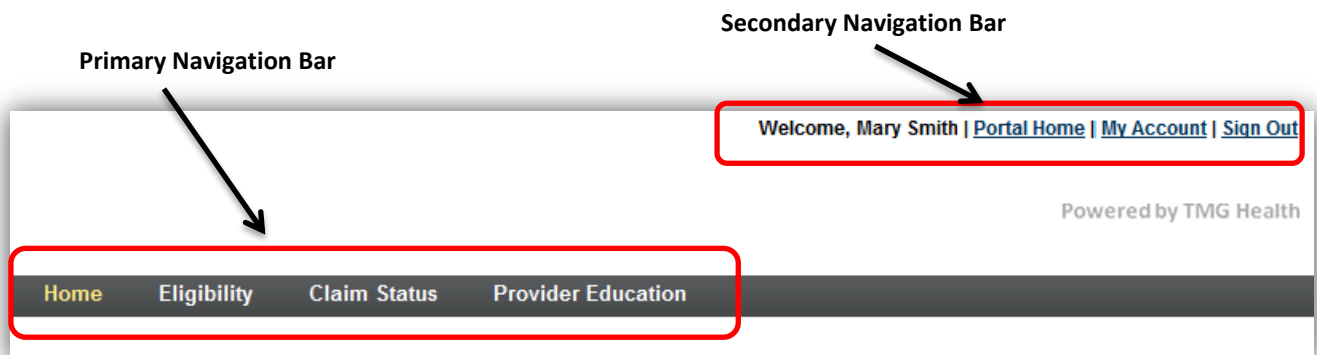 Secondary Navigation Bar
Primary Navigation Bar
Welcome, Mary Smith | Portal Home | My Account | Sign Out
Powered by TMG Health
Home Eligibility Claim Status Provider Education